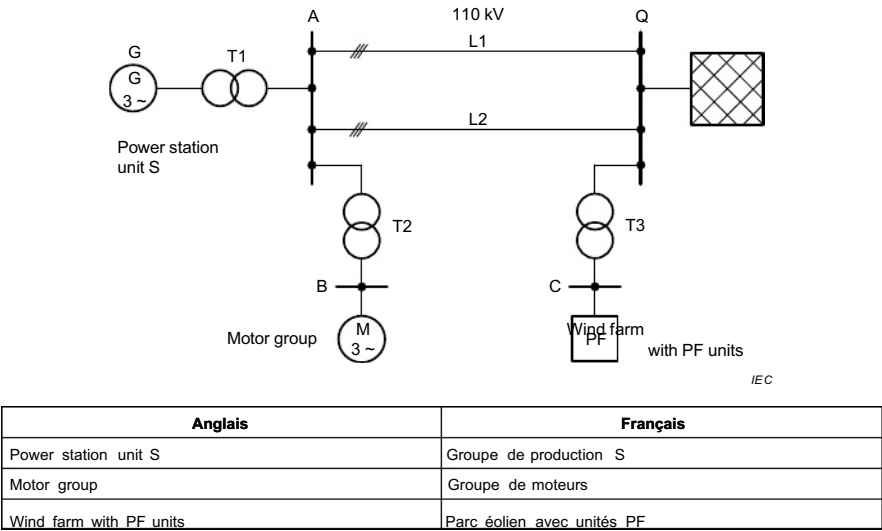 A
110 kV
Q
L1
G
T1
G
3 ~
L2
Power station
unit S
T2
T3
B
C
Motor group
M
3 ~
Wind farm
PF
with PF units
IEC
Anglais
Français
Power station unit S
Groupe de production S
Motor group
Groupe de moteurs
Wind farm with PF units
Parc éolien avec unités PF